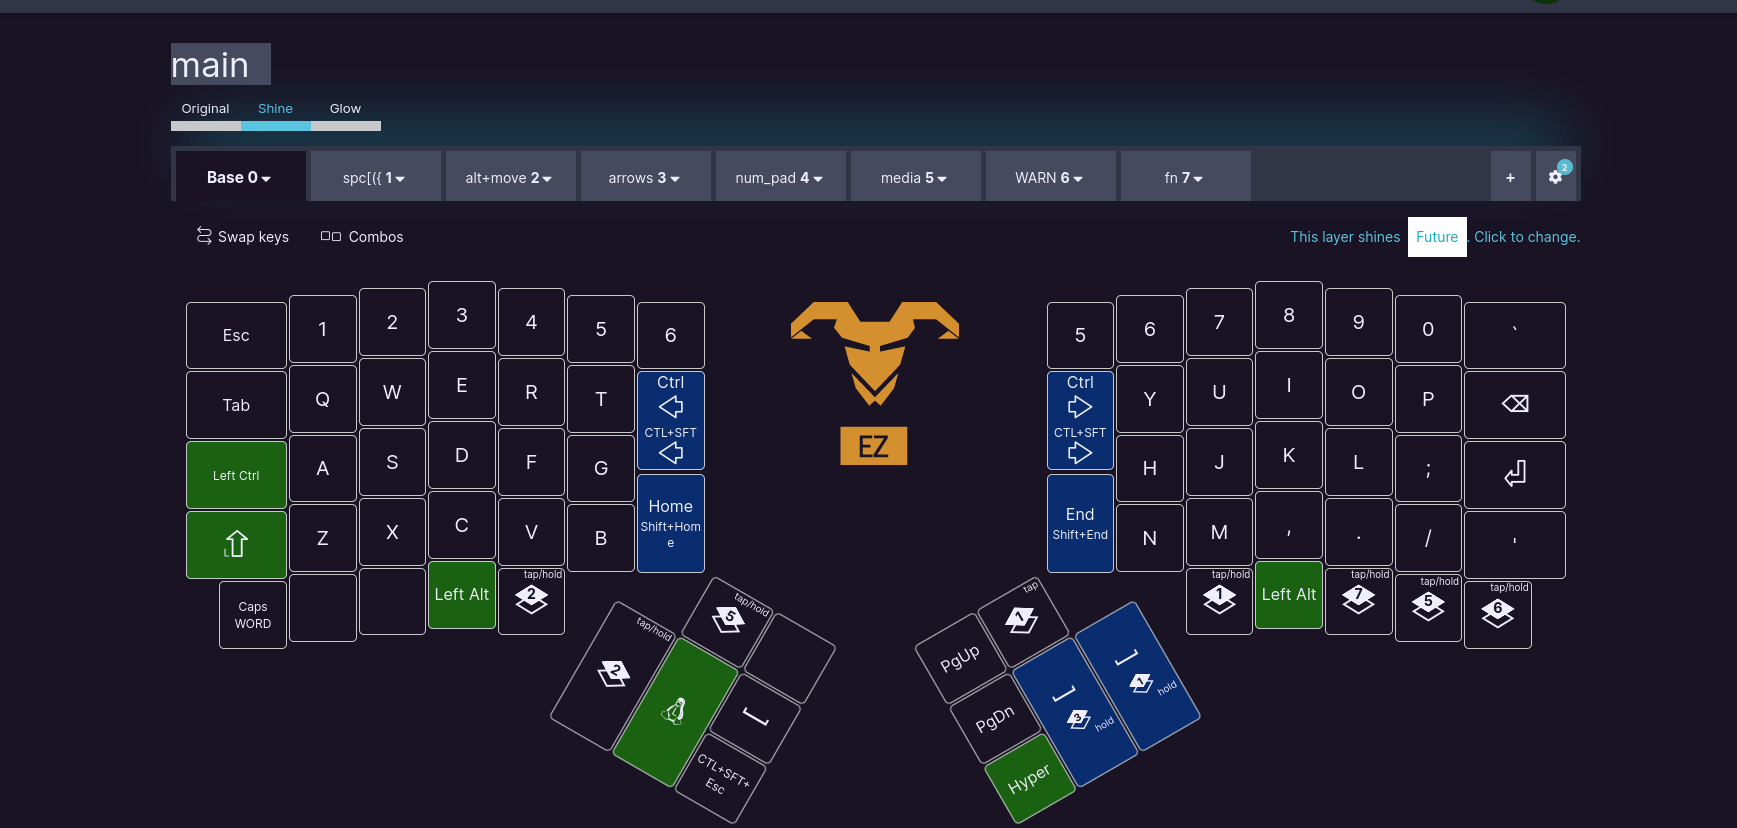 main
Original Shine Glow
Base 0 spc[({ 1 alt+move 2 arrows 3 num_pad 4 media 5 WARN 6 fn 7 + 2
Swap keys Combos This layer shines Future . Click to change.
Esc 1 2 3 4 5 6 5 6 7 8 9 0 `
Tab Q W E R T Ctrl Ctrl Y U I O P
CTL+SFT CTL+SFT
EZ
Left Ctrl A S D F G H J K L ;
Home End
Shift+Hom Shift+End
e
L Z X C V B N M , . / '
Caps
WORD
Left Alt tap/hold 2 tap/hold 1 Left Alt tap/hold 7 tap/hold 5 tap/hold 6
tap/hold 5 tap 1
tap/hold 2 PgUp ] 1 hold
[ PgDn ] 3 hold
CTL+SFT+
Esc
Hyper